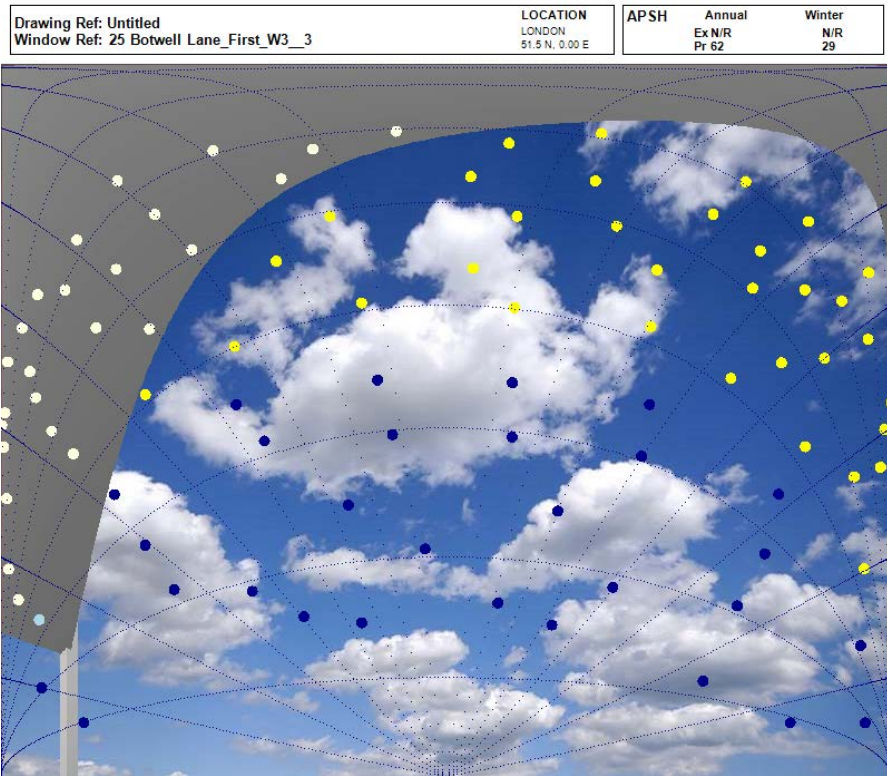 Drawing Ref: Untitled
Window Ref: 25 Botwell Lane_First_W3__3
LOCATION
LONDON
51.5 N, 0.00 E
APSH Annual Winter
Ex N/R N/R
Pr 62 29